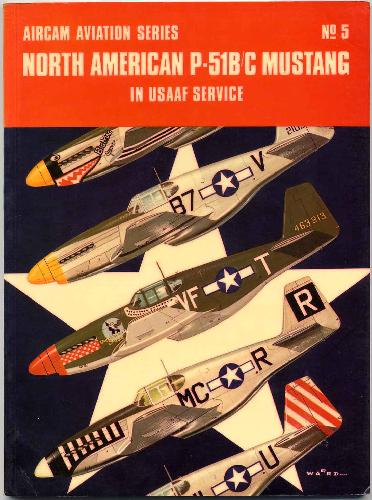 AIRCAM AVIATION SERIES Nº 5
NORTH AMERICAN P-51B/C MUSTANG
IN USAAF SERVICE
B7 V
463913
VF T
R
MC R
U
WARD